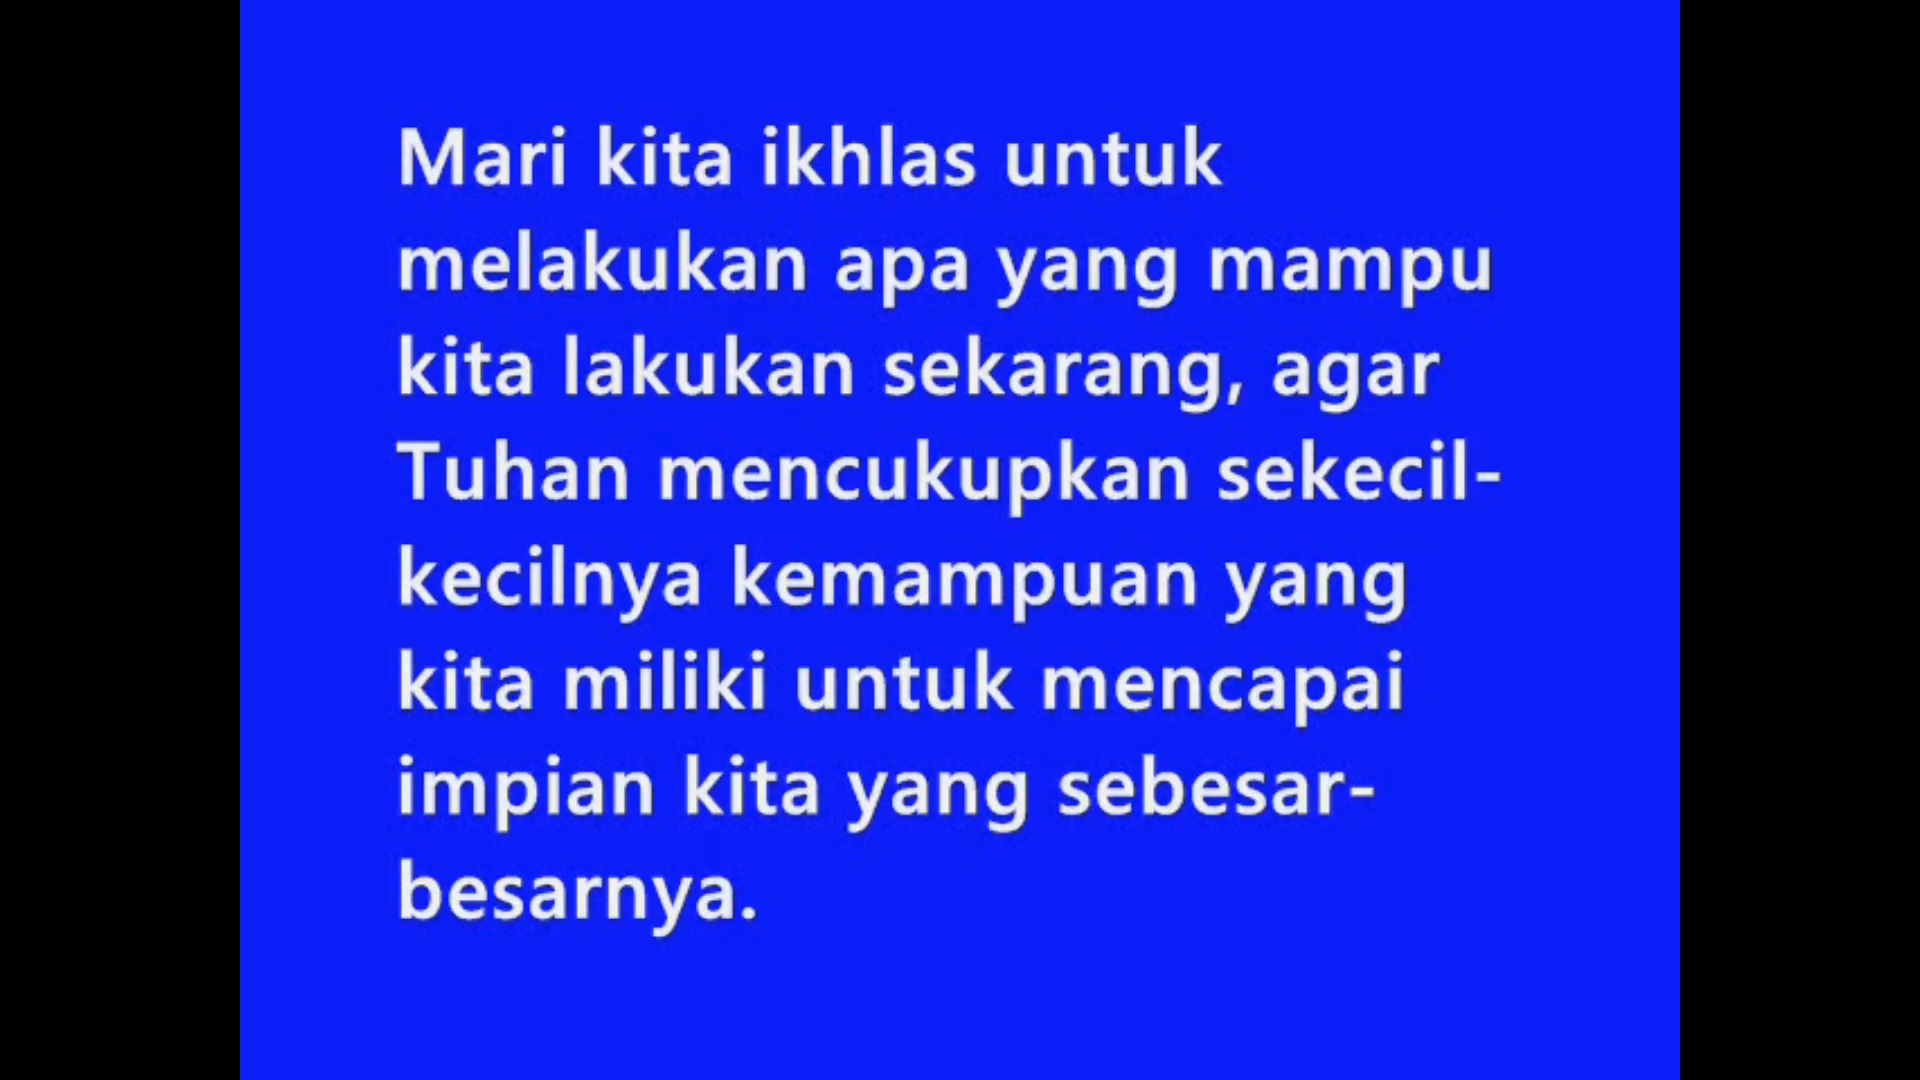 Mari kita ikhlas untuk
melakukan apa yang mampu
kita lakukan sekarang, agar
Tuhan mencukupkan sekecil-
kecilnya kemampuan yang
kita miliki untuk mencapai
impian kita yang sebesar-
besarnya.